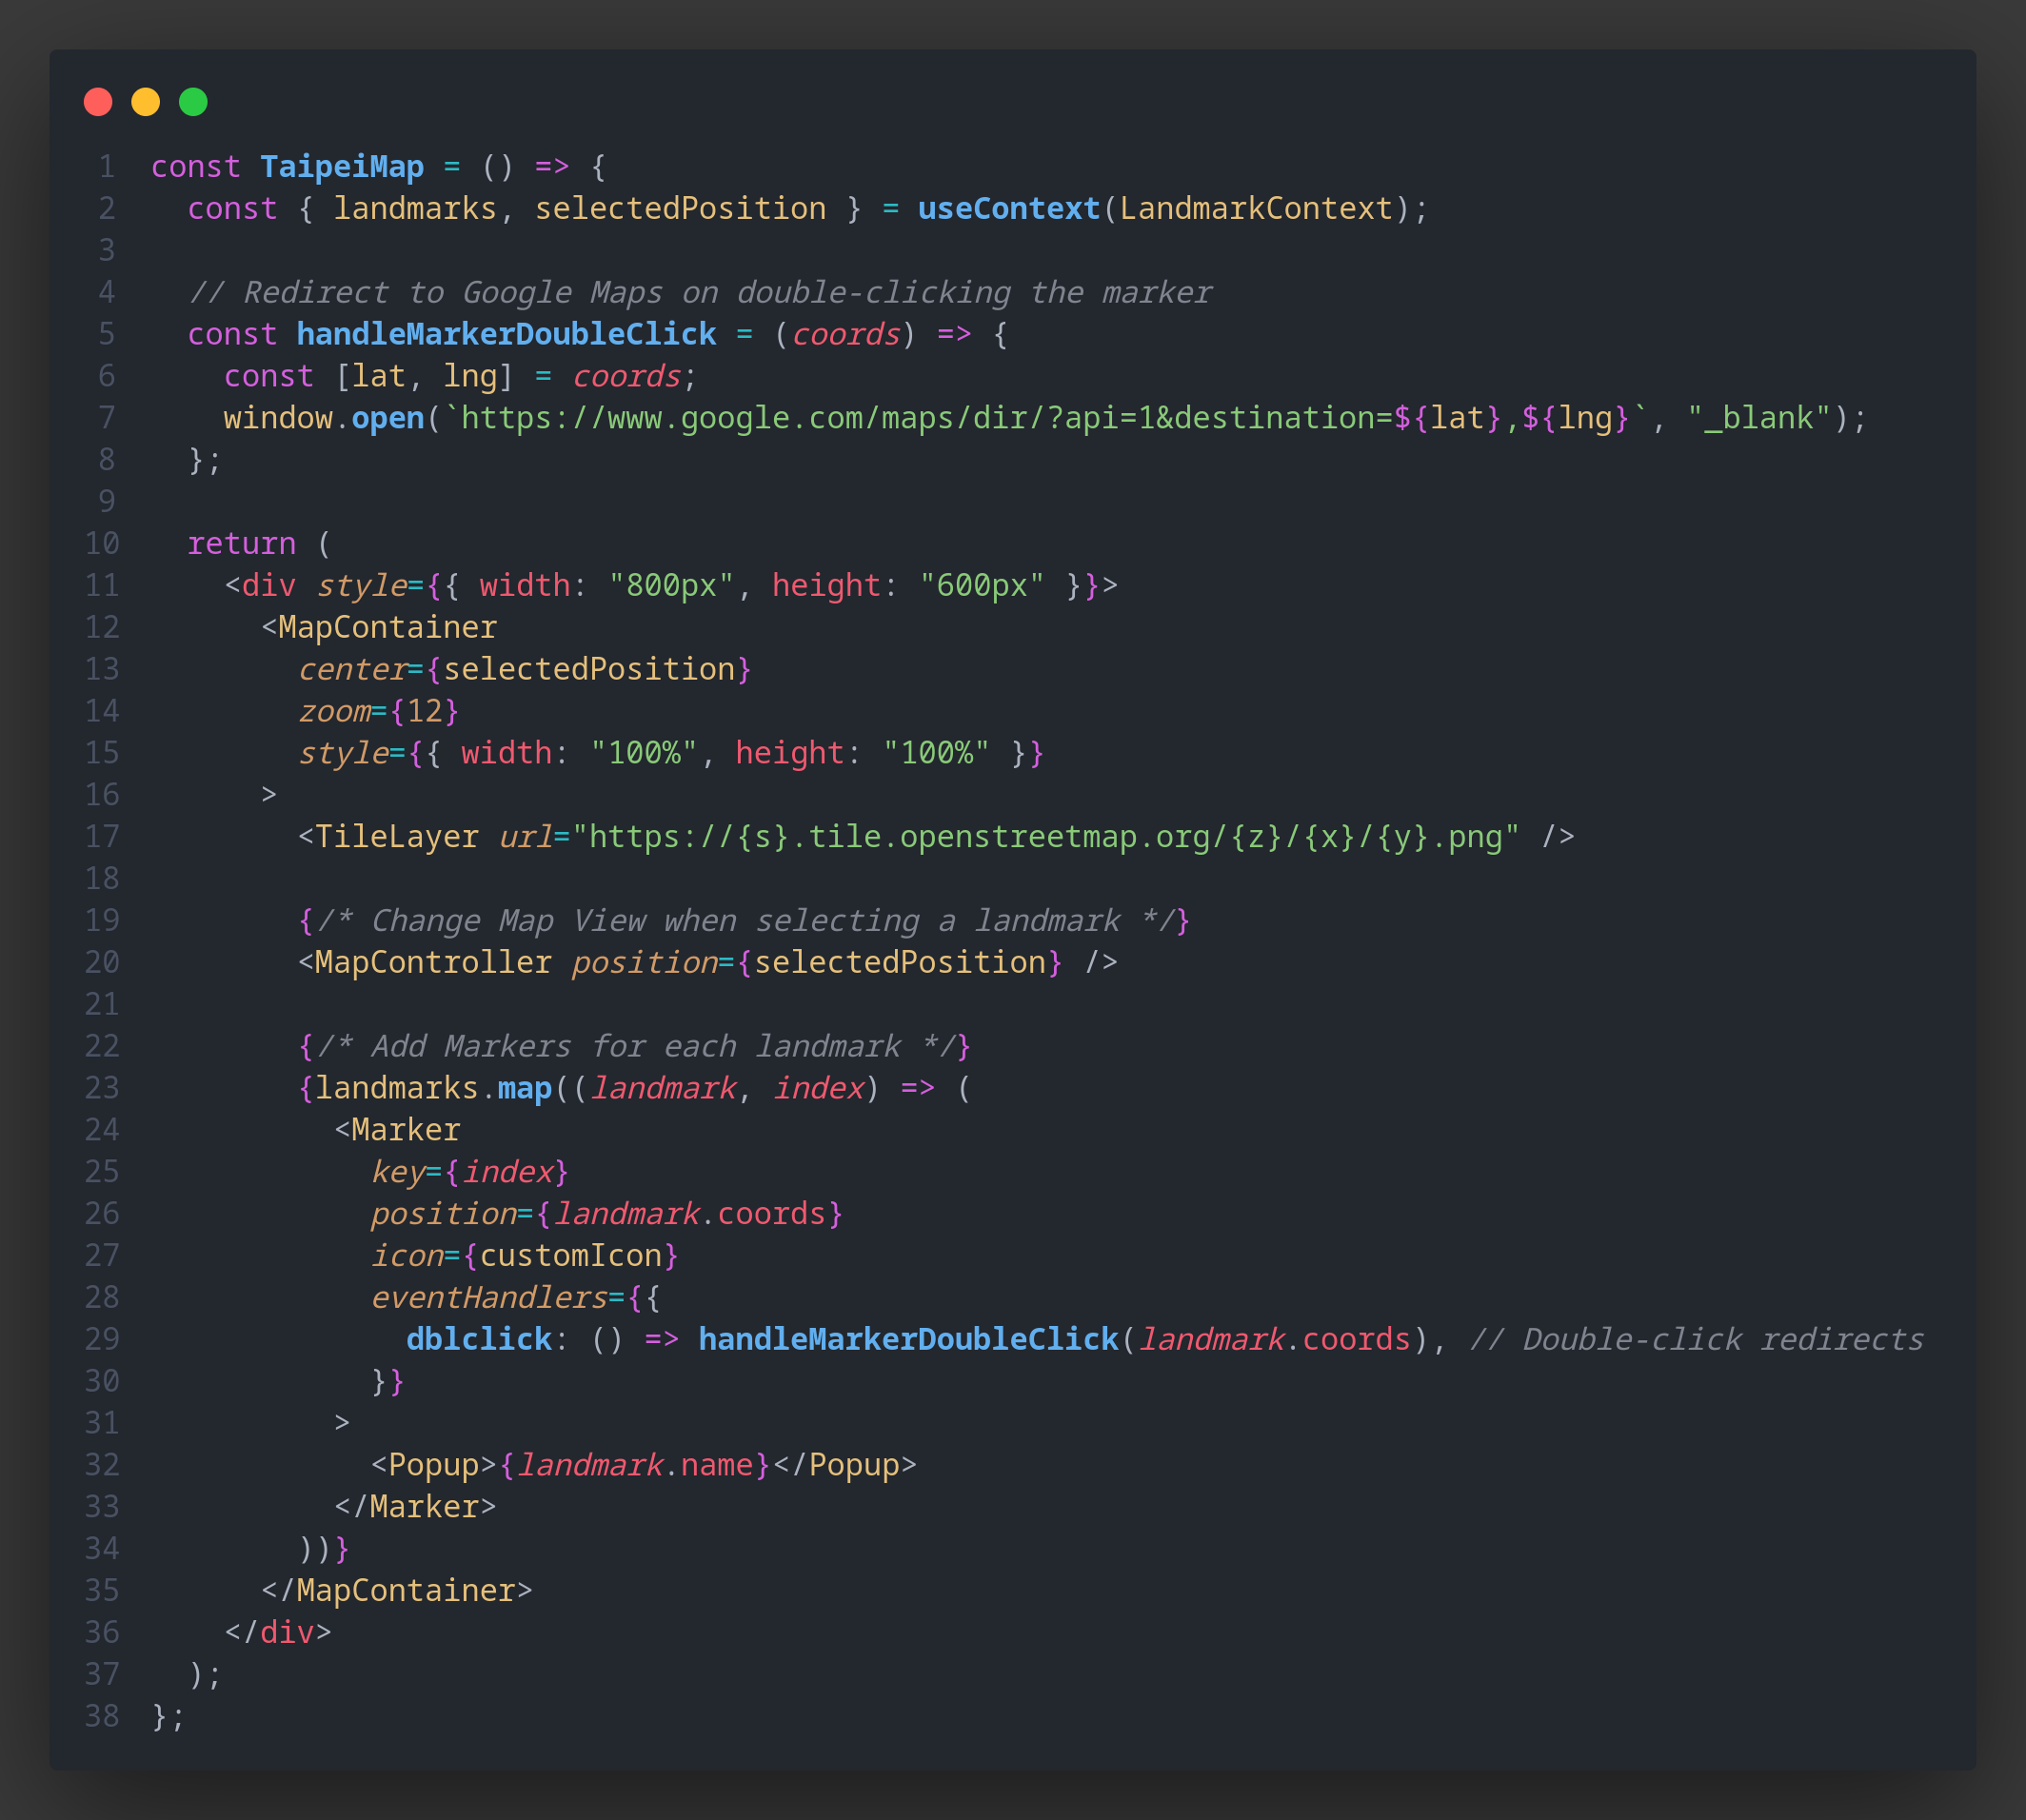 1 const TaipeiMap = () => {
2   const { landmarks, selectedPosition } = useContext(LandmarkContext);
3
4   // Redirect to Google Maps on double-clicking the marker
5   const handleMarkerDoubleClick = (coords) => {
6     const [lat, lng] = coords;
7     window.open(`https://www.google.com/maps/dir/?api=1&destination=${lat},${lng}`, "_blank");
8   };
9
10   return (
11     <div style={{ width: "800px", height: "600px" }}>
12       <MapContainer
13         center={selectedPosition}
14         zoom={12}
15         style={{ width: "100%", height: "100%" }}
16       >
17         <TileLayer url="https://{s}.tile.openstreetmap.org/{z}/{x}/{y}.png" />
18
19         {/* Change Map View when selecting a landmark */}
20         <MapController position={selectedPosition} />
21
22         {/* Add Markers for each landmark */}
23         {landmarks.map((landmark, index) => (
24           <Marker
25             key={index}
26             position={landmark.coords}
27             icon={customIcon}
28             eventHandlers={{
29               dblclick: () => handleMarkerDoubleClick(landmark.coords), // Double-click redirects
30             }}
31           >
32             <Popup>{landmark.name}</Popup>
33           </Marker>
34         ))}
35       </MapContainer>
36     </div>
37   );
38 };